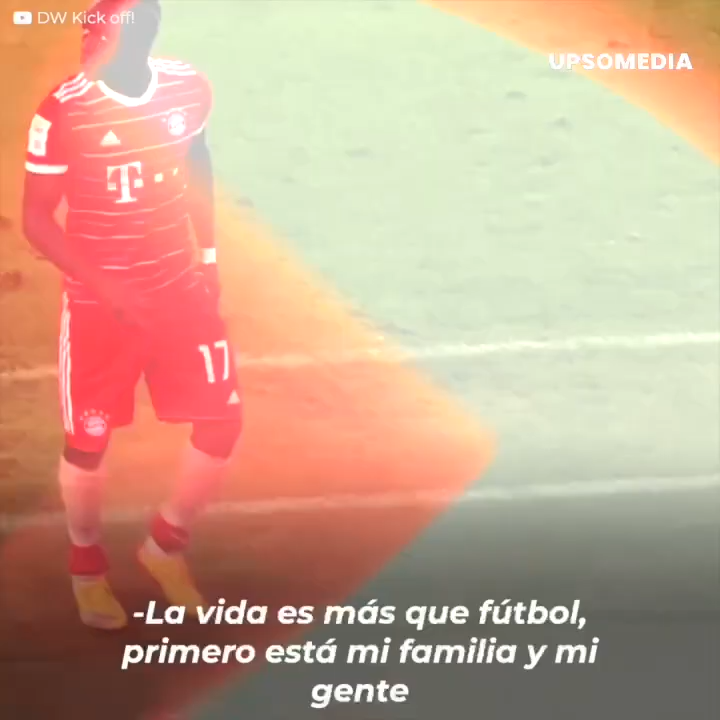 DW Kick off!
UPSOMEDIA
T
17
-La vida es más que fútbol,
primero está mi familia y mi
gente